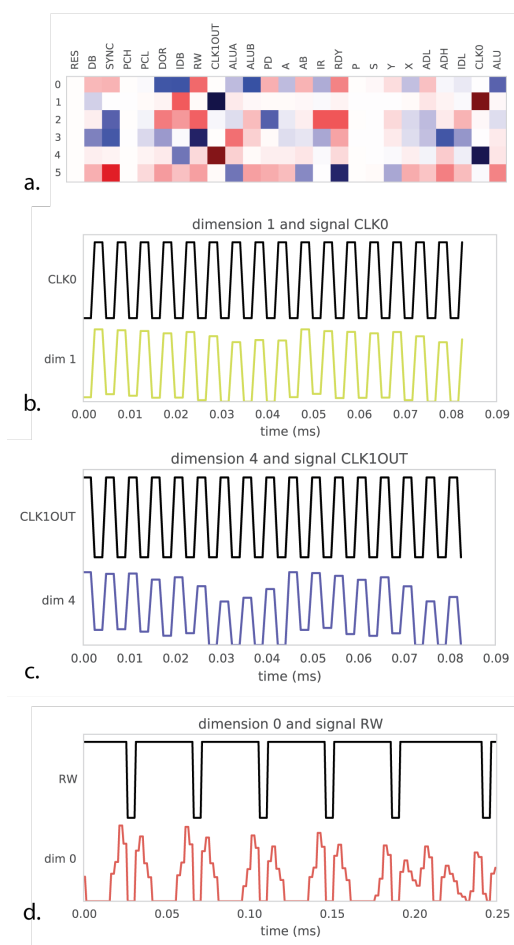 RES DB SYNC PCH PCL DOR IDB RW CLK1OUT ALUA ALUB PD A AB IR RDY P S Y X ADL ADH IDL CLK0 ALU
0
1
2
3
4
5
a.
dimension 1 and signal CLK0
CLK0
dim 1
b.
0.00 0.01 0.02 0.03 0.04 0.05 0.06 0.07 0.08 0.09
time (ms)
dimension 4 and signal CLK1OUT
CLK1OUT
dim 4
0.00 0.01 0.02 0.03 0.04 0.05 0.06 0.07 0.08 0.09
c.
time (ms)
dimension 0 and signal RW
RW
dim 0
d.
0.00 0.05 0.10 0.15 0.20 0.25
time (ms)